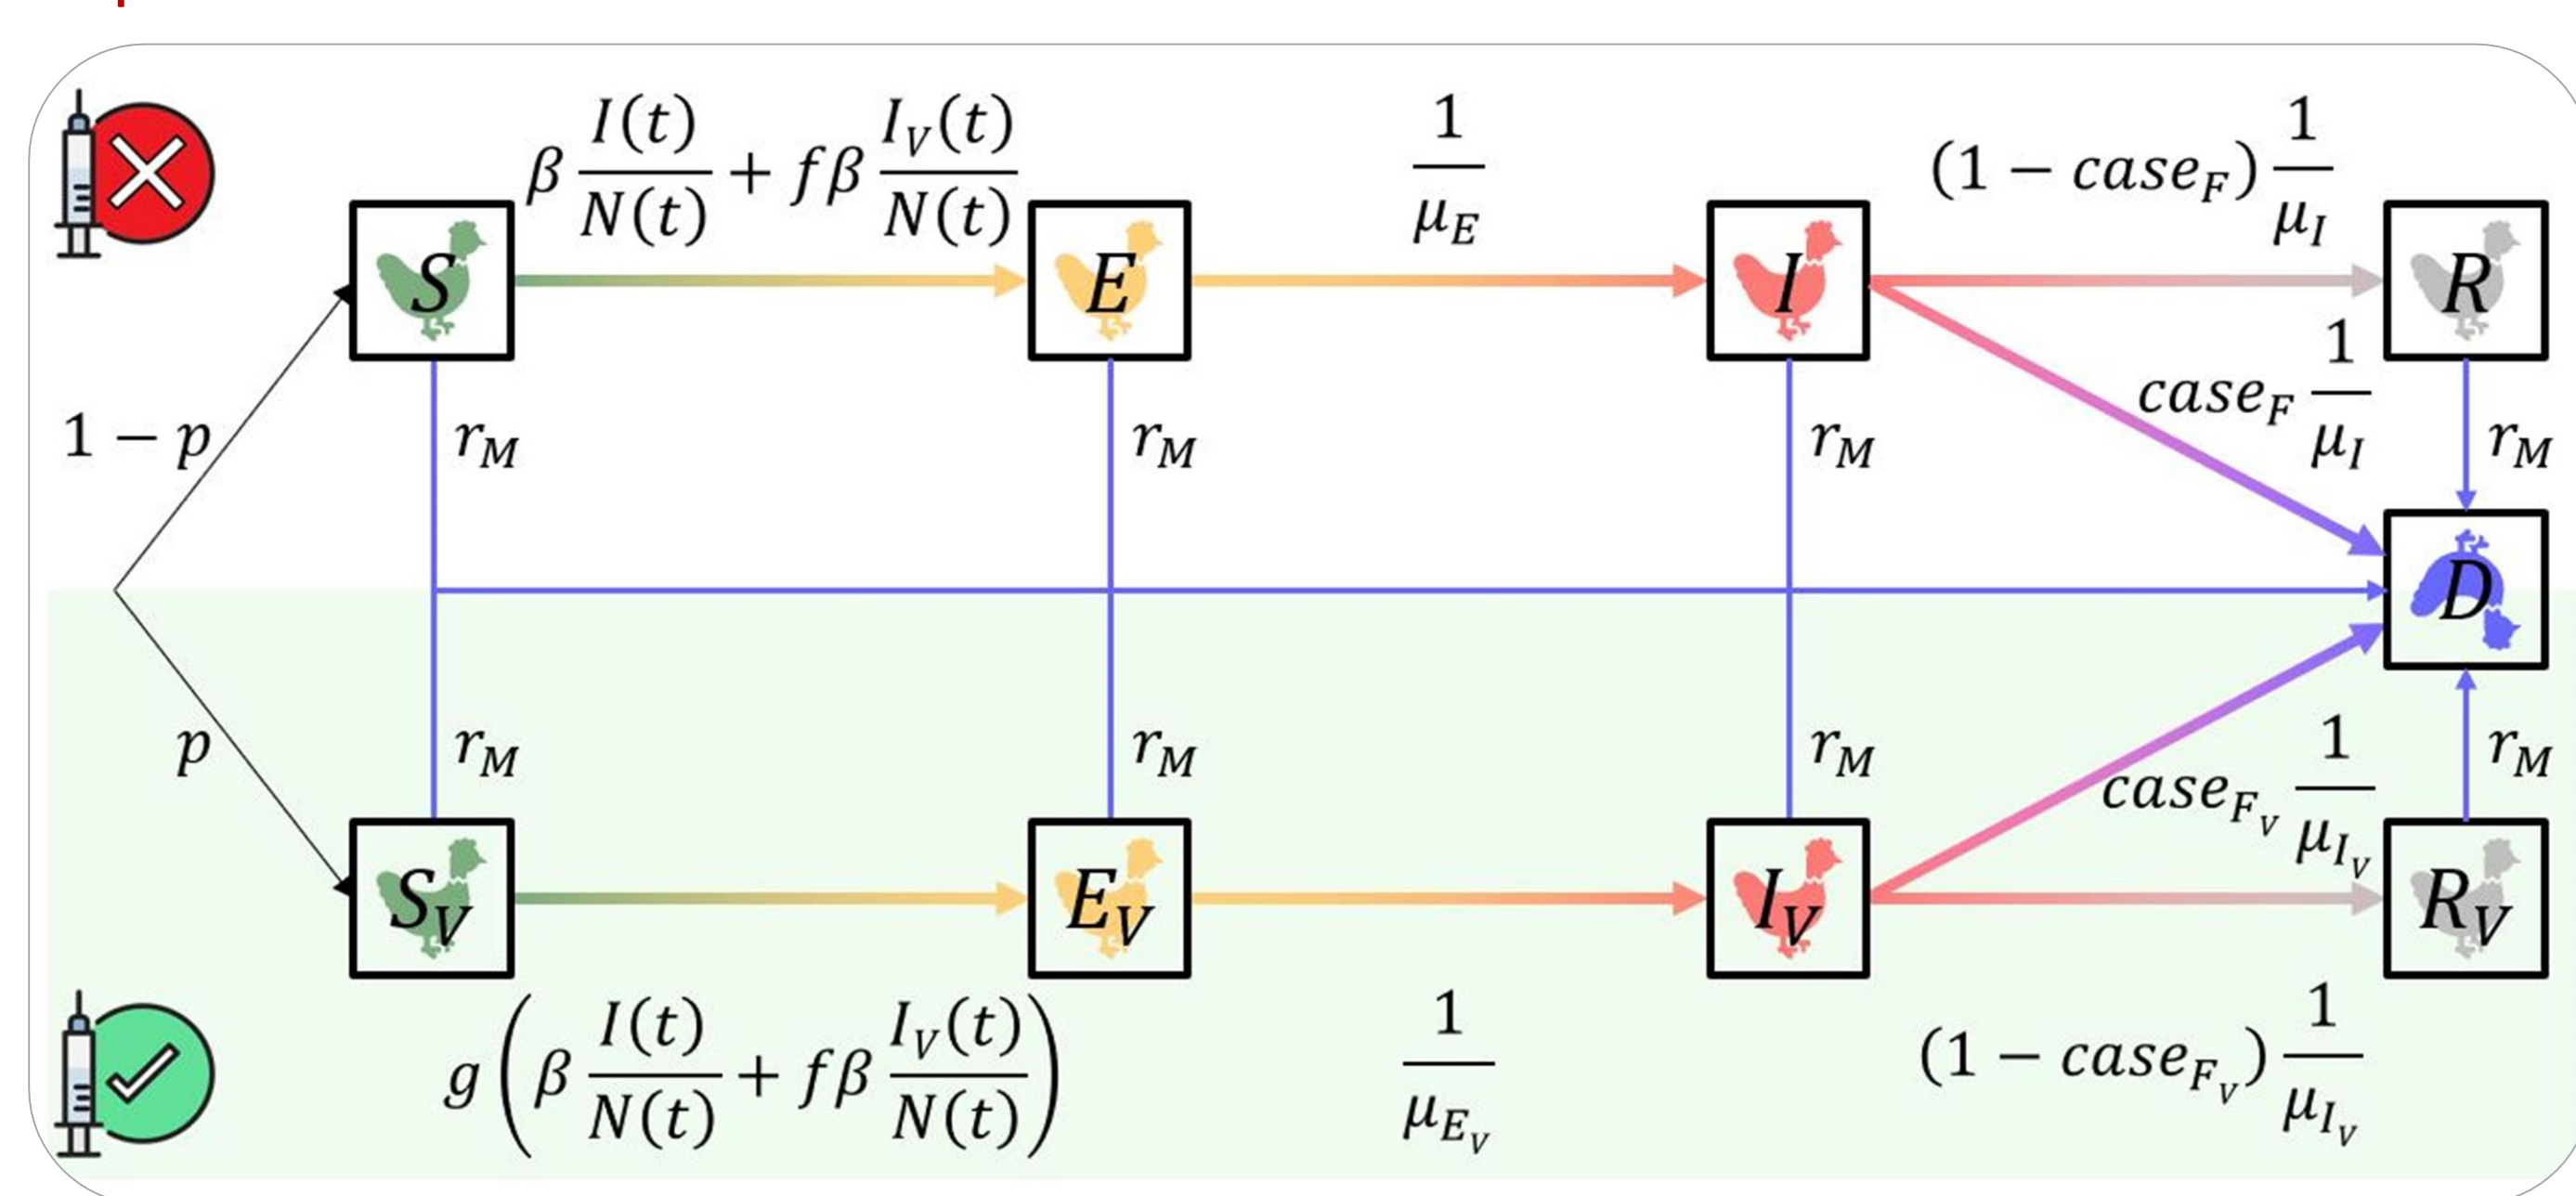 β I(t)/N(t) + fβ I_V(t)/N(t)
1/μ_E
(1 − case_F) 1/μ_I
S
E
I
R
case_F 1/μ_I
1 − p
r_M
r_M
r_M
r_M
D
p
r_M
r_M
r_M
r_M
case_{F_V} 1/μ_{I_V}
S_V
E_V
I_V
R_V
g(β I(t)/N(t) + fβ I_V(t)/N(t))
1/μ_{E_V}
(1 − case_{F_V}) 1/μ_{I_V}